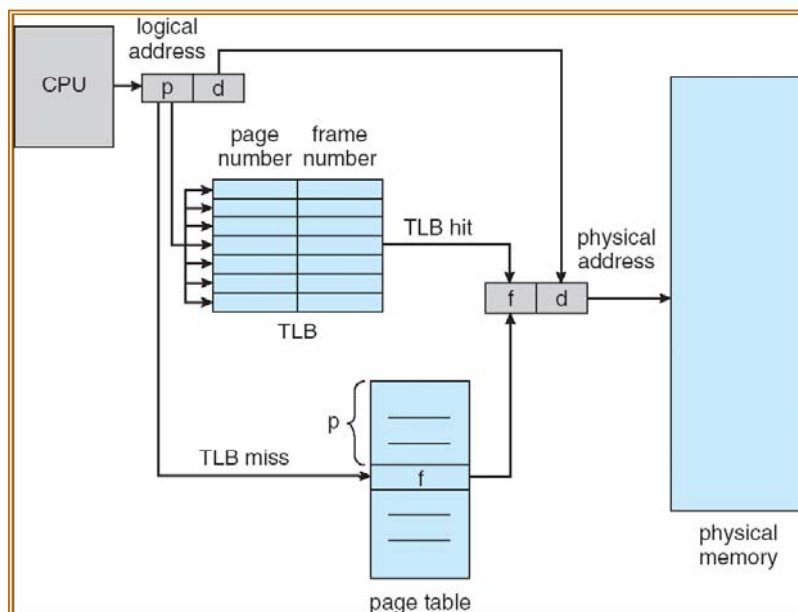 logical
address
CPU
p d
page frame
number number
TLB hit
physical
address
f d
TLB
p
TLB miss
f
physical
memory
page table